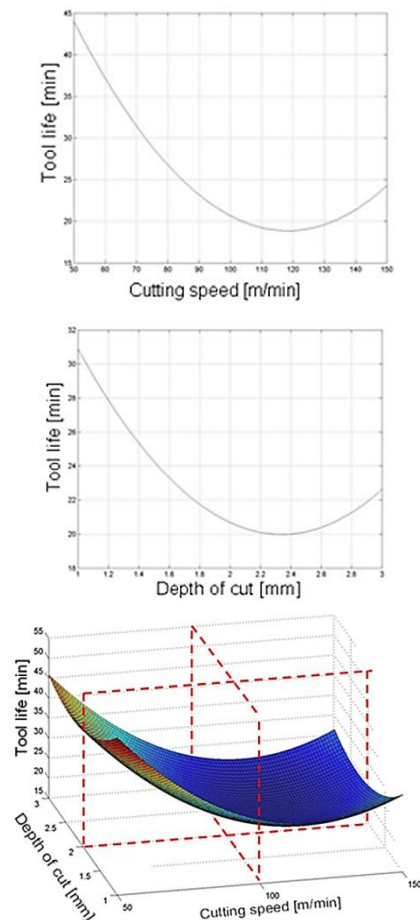 45
40
35
30
25
20
15
50 60 70 80 90 100 110 120 130 140 150
Tool life [min]
Cutting speed [m/min]
32
30
28
26
24
22
20
18
1 1.2 1.4 1.6 1.8 2 2.2 2.4 2.6 2.8 3
Tool life [min]
Depth of cut [mm]
55
50
45
40
35
30
25
20
15
Tool life [min]
3
2.5
2
1.5
1
Depth of cut [mm]
50 100 150
Cutting speed [m/min]